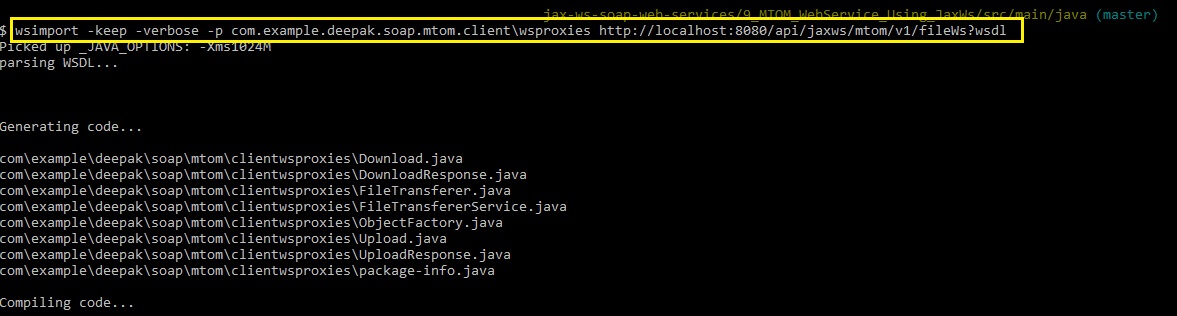 jax-ws-soap-web-services/9_MTOM_WebService_Using_JaxWs/src/main/java (master)
$ wsimport -keep -verbose -p com.example.deepak.soap.mtom.client\wsproxies http://localhost:8080/api/jaxws/mtom/v1/fileWs?wsdl
Picked up _JAVA_OPTIONS: -Xms1024M
parsing WSDL...
Generating code...
com\example\deepak\soap\mtom\clientwsproxies\Download.java
com\example\deepak\soap\mtom\clientwsproxies\DownloadResponse.java
com\example\deepak\soap\mtom\clientwsproxies\FileTransferer.java
com\example\deepak\soap\mtom\clientwsproxies\FileTransfererService.java
com\example\deepak\soap\mtom\clientwsproxies\ObjectFactory.java
com\example\deepak\soap\mtom\clientwsproxies\Upload.java
com\example\deepak\soap\mtom\clientwsproxies\UploadResponse.java
com\example\deepak\soap\mtom\clientwsproxies\package-info.java
Compiling code...